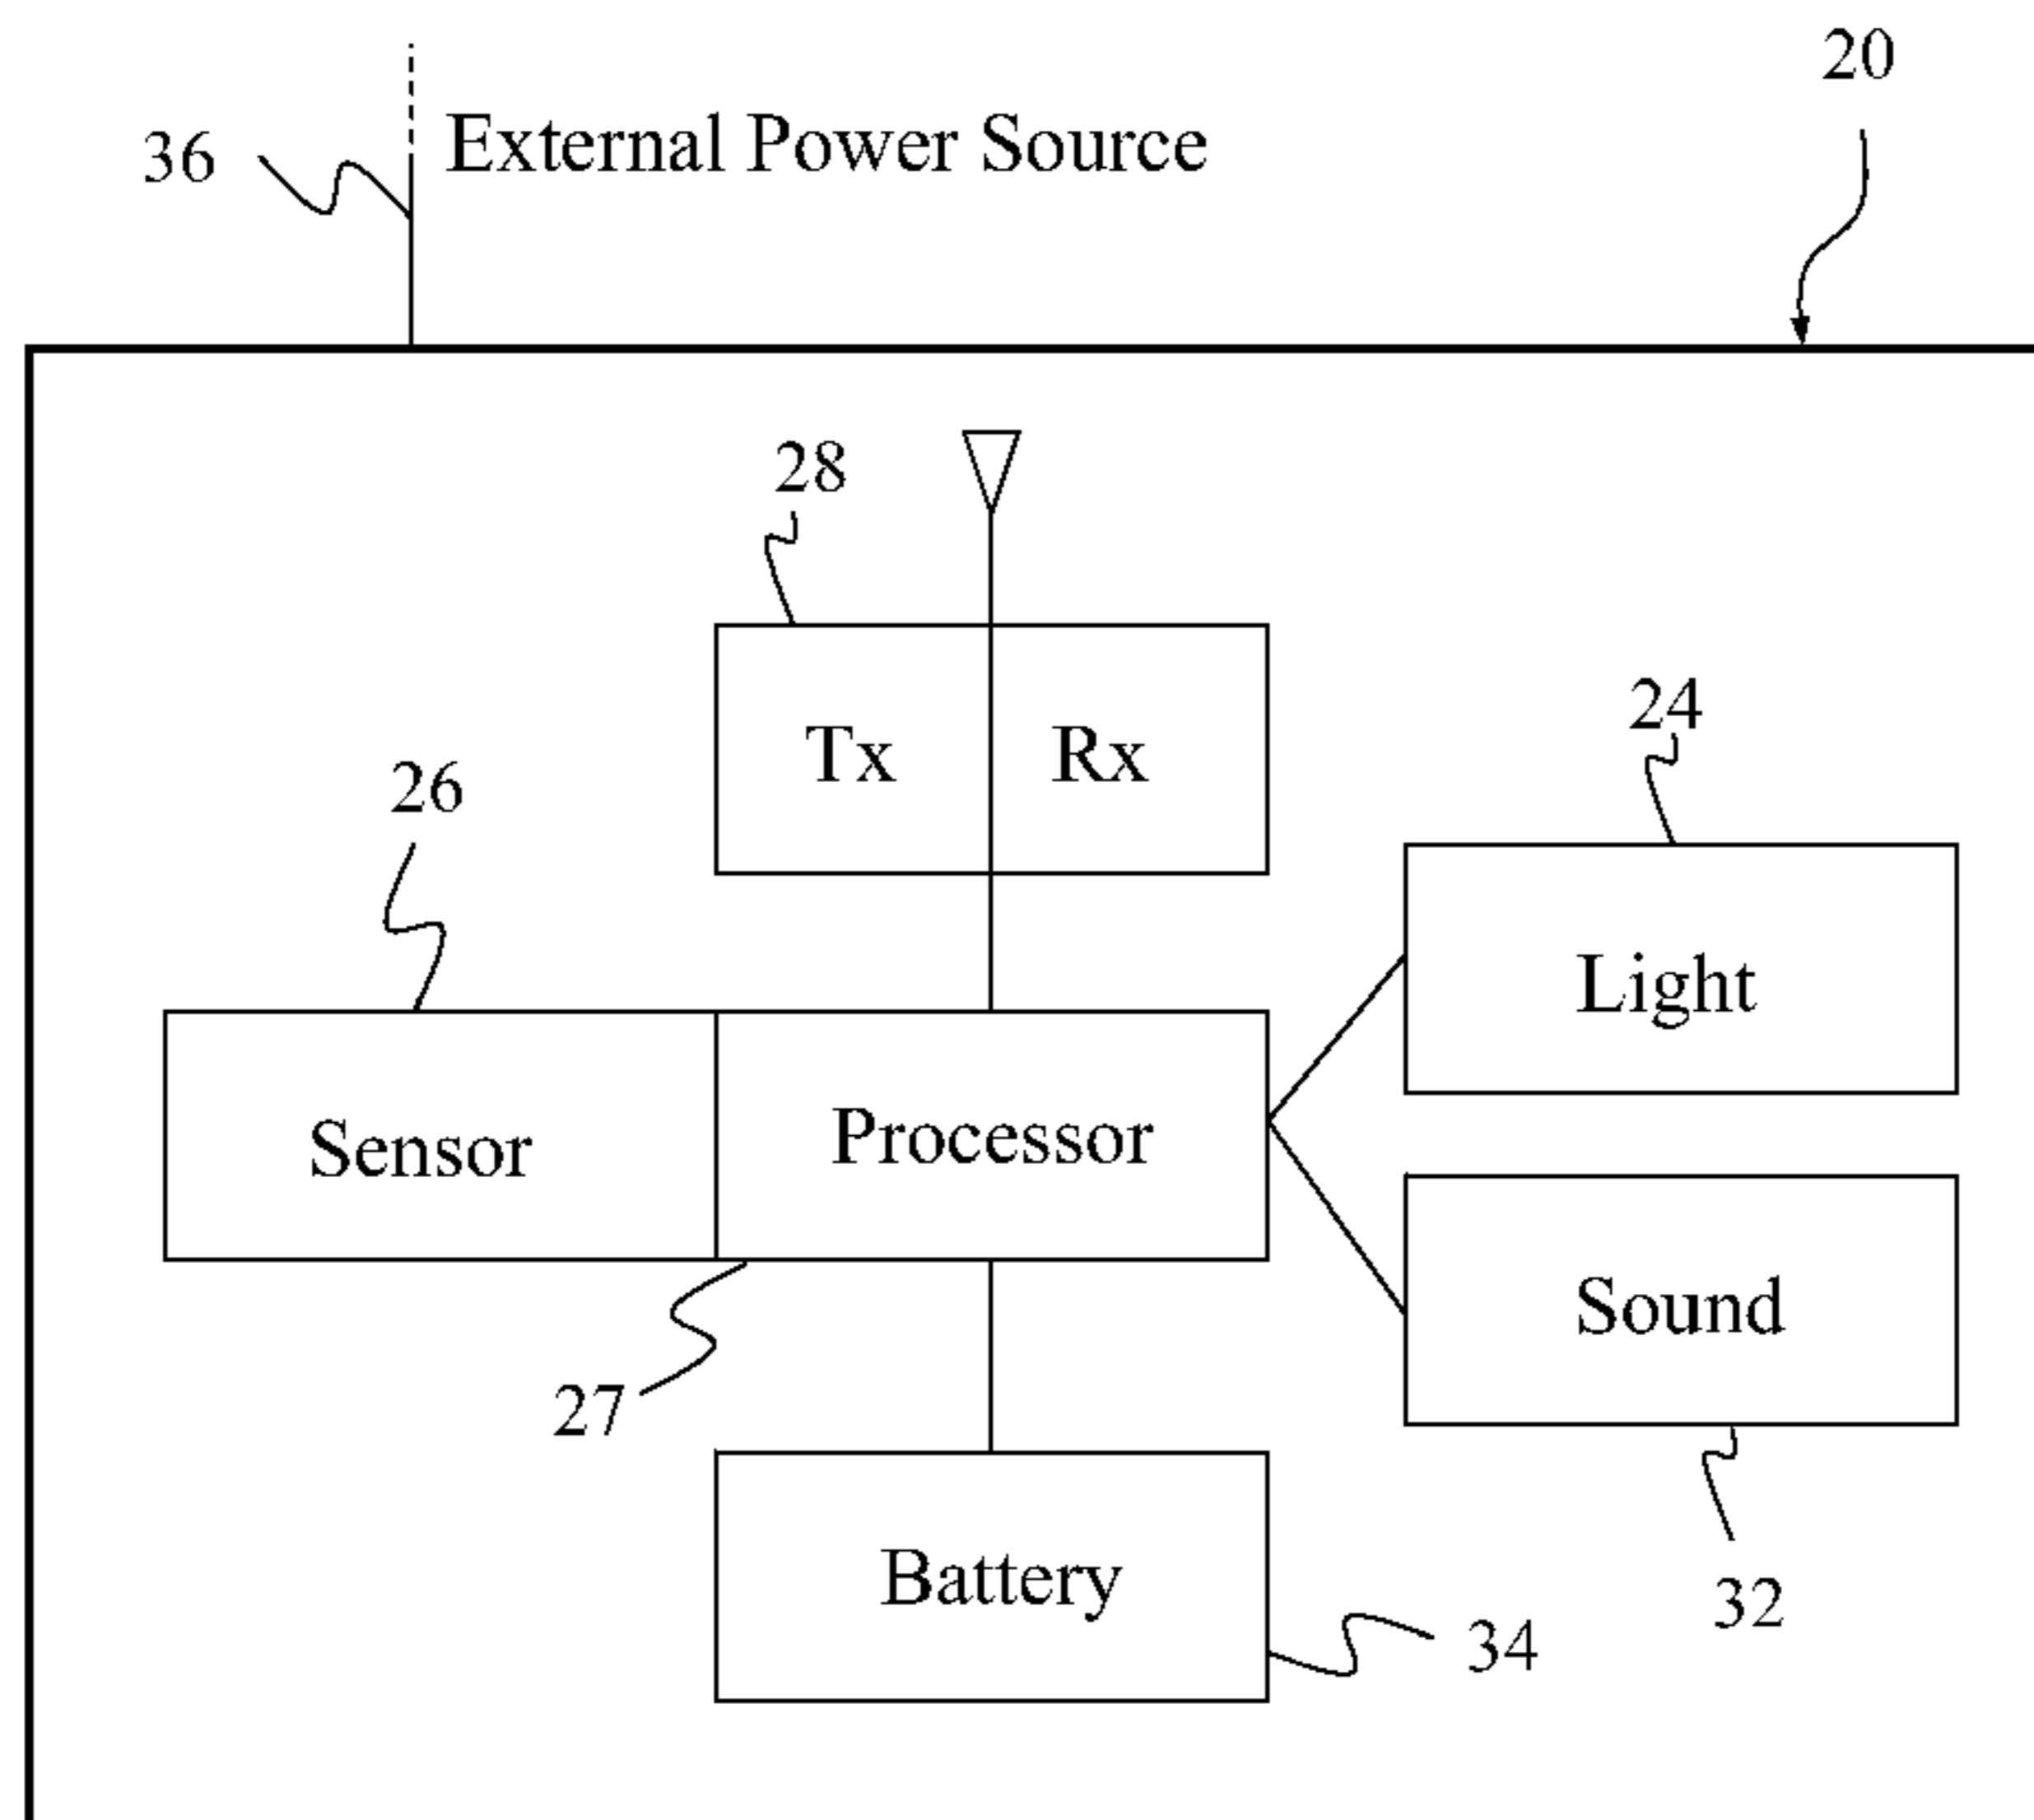 20
36
External Power Source
28
24
Tx
Rx
26
Light
Sensor
Processor
Sound
27
Battery
32
34